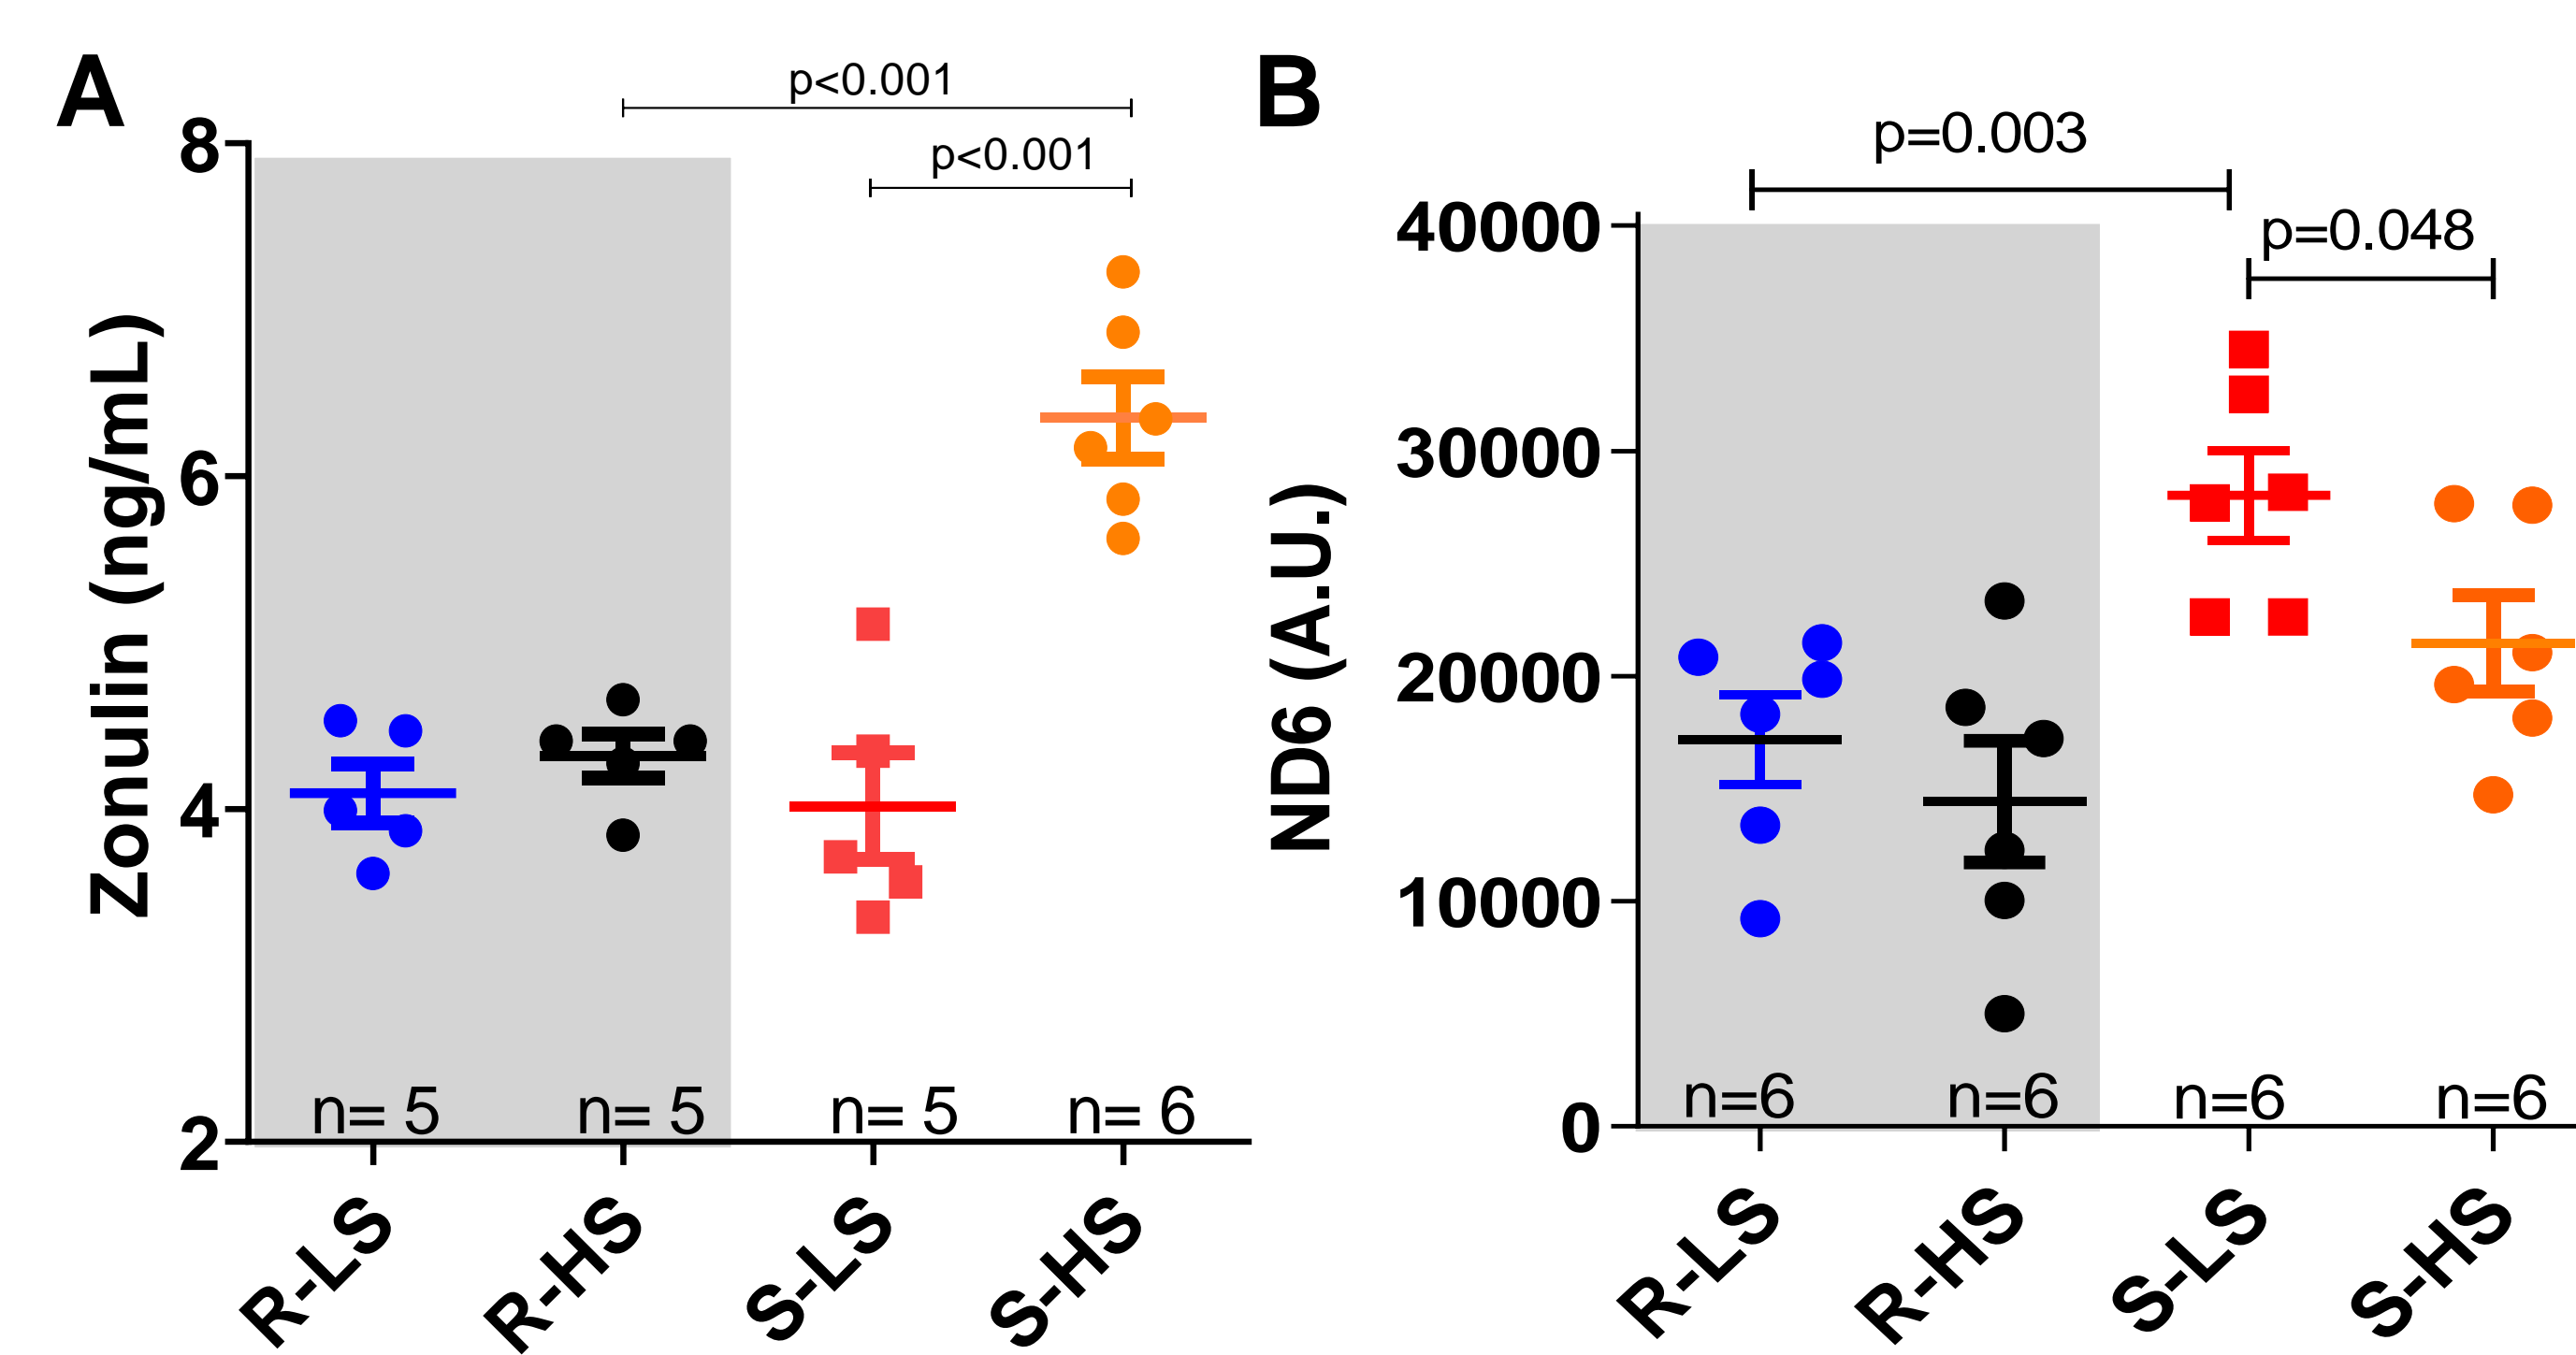 A
p<0.001
p<0.001
8
6
4
2
Zonulin (ng/mL)
n= 5
n= 5
n= 5
n= 6
R-LS
R-HS
S-LS
S-HS
B
p=0.003
p=0.048
40000
30000
20000
10000
0
ND6 (A.U.)
n=6
n=6
n=6
n=6
R-LS
R-HS
S-LS
S-HS